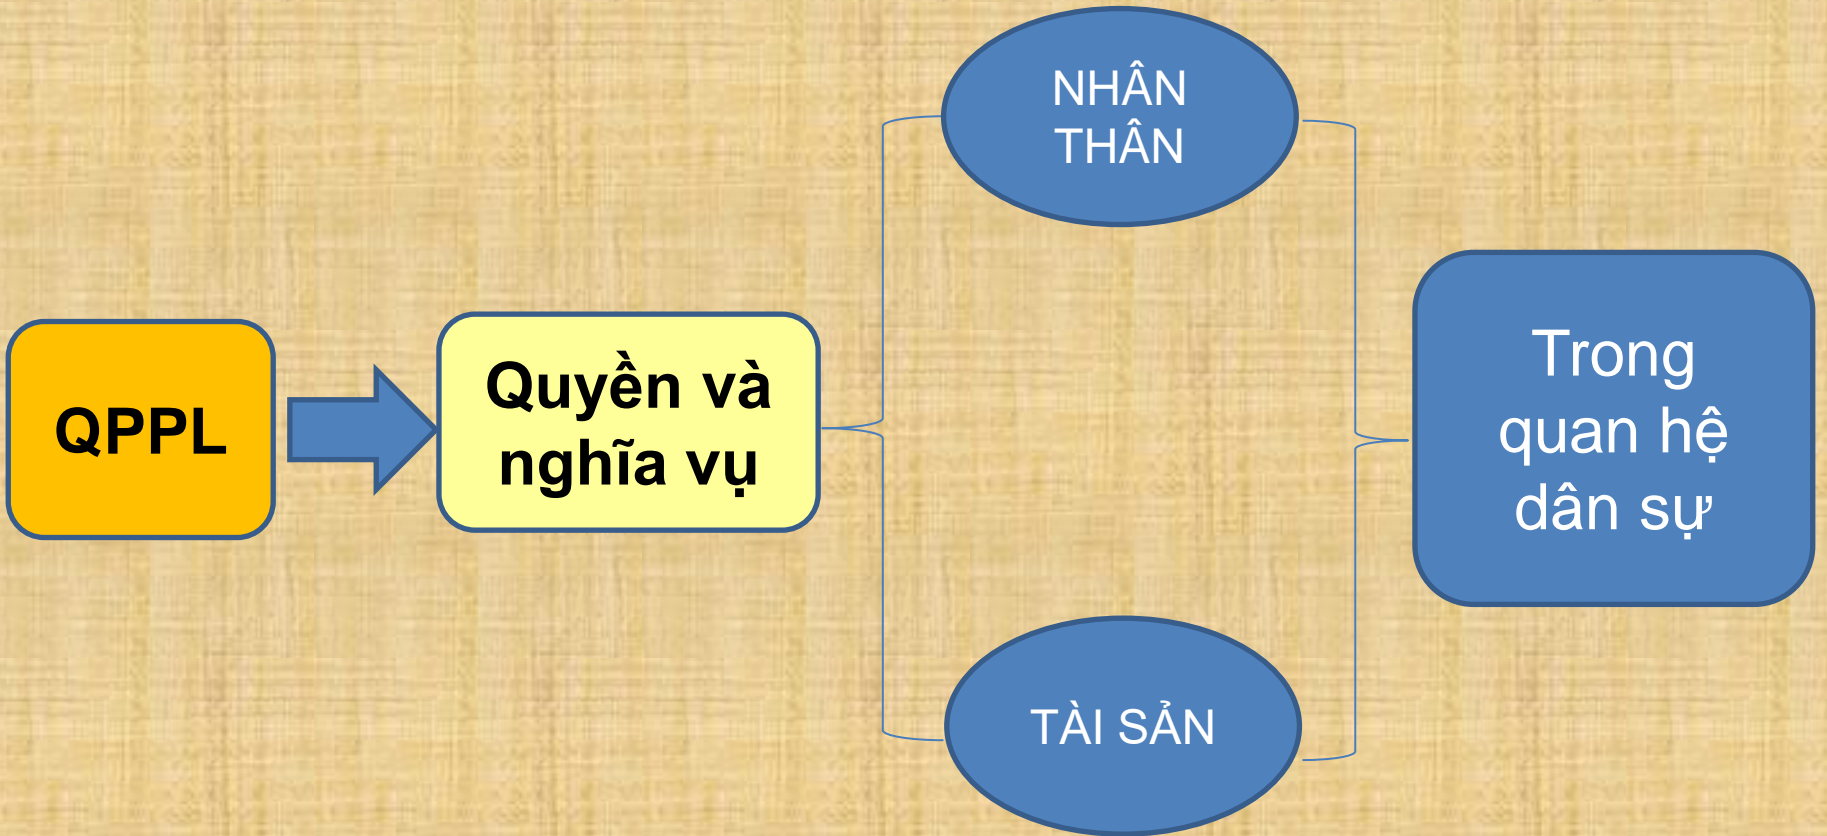 QPPL
Quyền và
nghĩa vụ
NHÂN
THÂN
TÀI SẢN
Trong
quan hệ
dân sự